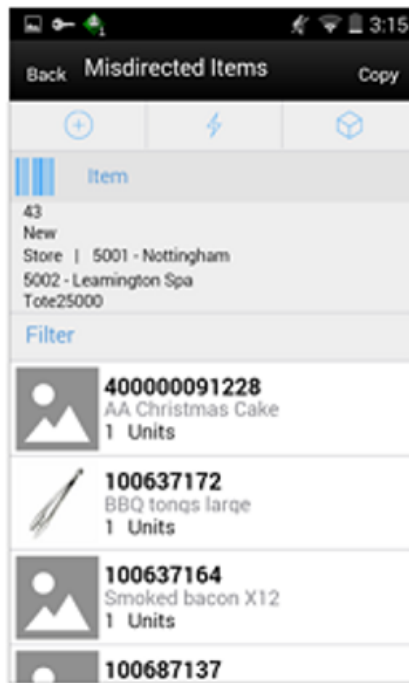 3:15
Back Misdirected Items Copy
Item
43
New
Store | 5001 - Nottingham
5002 - Leamington Spa
Tote25000
Filter
400000091228
AA Christmas Cake
1 Units
100637172
BBQ tongs large
1 Units
100637164
Smoked bacon X12
1 Units
100687137